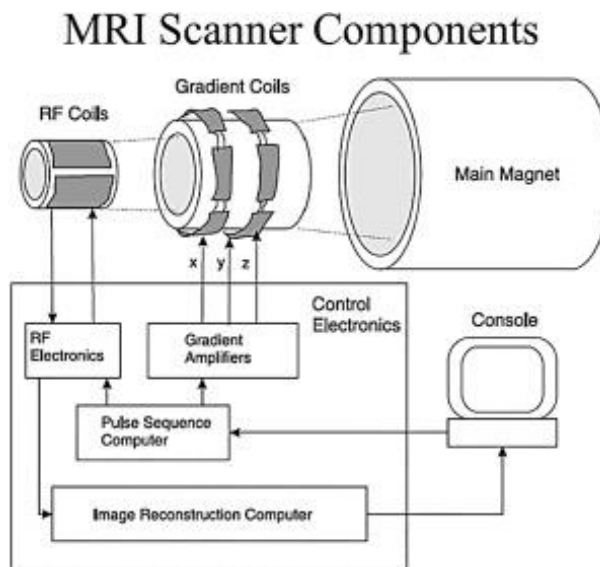 MRI Scanner Components
Gradient Coils
RF Coils
Main Magnet
x y z
Control
Electronics
Console
RF
Electronics
Gradient
Amplifiers
Pulse Sequence
Computer
Image Reconstruction Computer